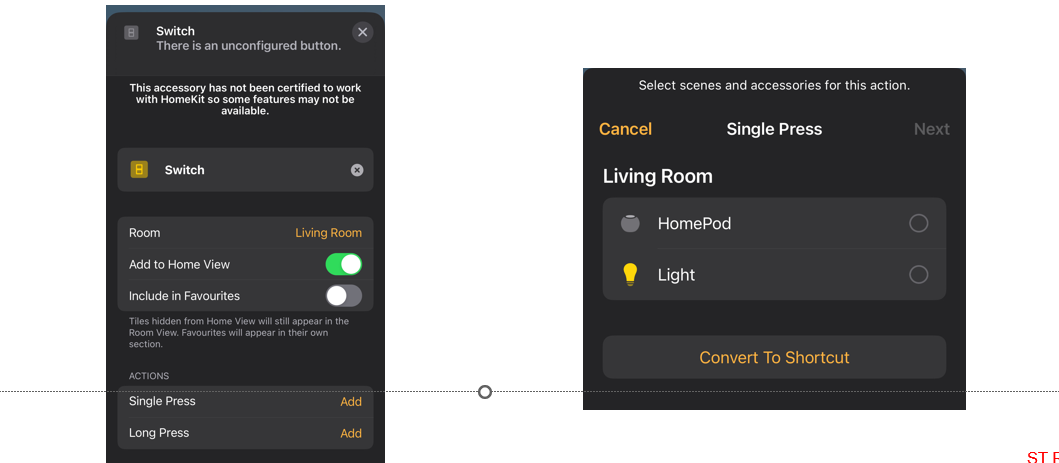 Switch
There is an unconfigured button.
This accessory has not been certified to work
with HomeKit so some features may not be
available.
Switch
Room Living Room
Add to Home View
Include in Favourites
Tiles hidden from Home View will still appear in the
Room View. Favourites will appear in their own
section.
ACTIONS
Single Press Add
Long Press Add
Select scenes and accessories for this action.
Cancel Single Press Next
Living Room
HomePod
Light
Convert To Shortcut